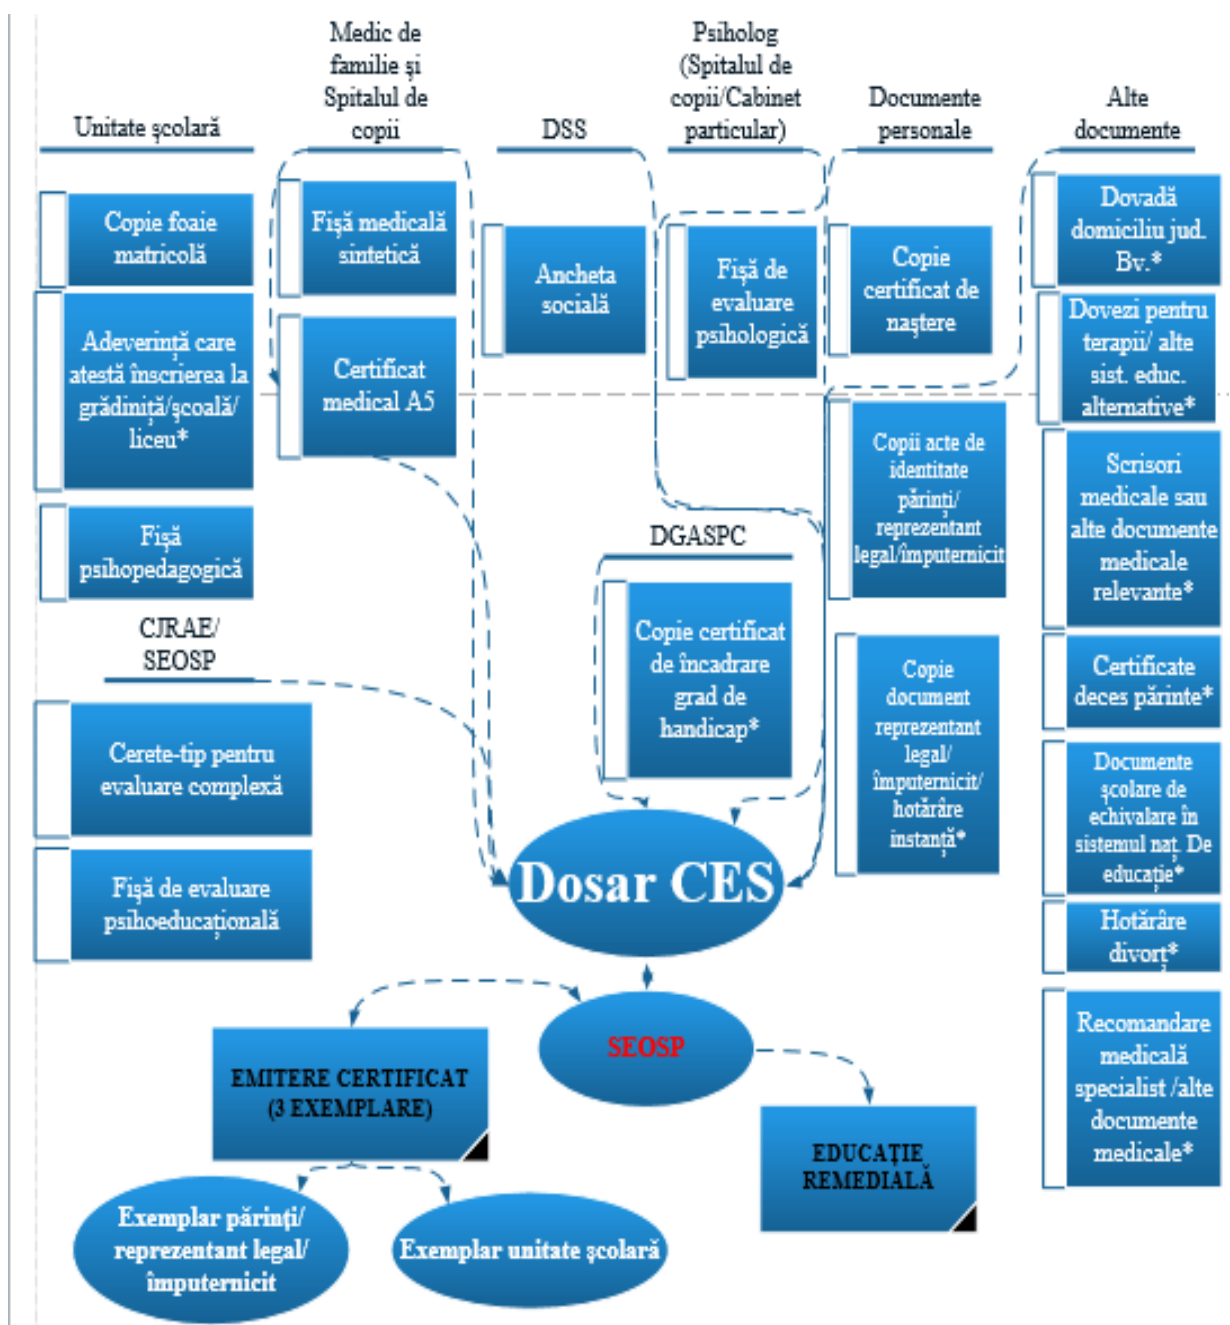 Unitate școlară
Medic de
familie și
Spitalul de
copii
DSS
Psiholog
(Spitalul de
copii/Cabinet
particular)
Documente
personale
Alte
documente
Copie foaie
matricolă
Adeverință care
atestă înscrierea la
grădiniță/școală/
liceu*
Fișă
psihopedagogică
Fișă medicală
sintetică
Certificat
medical A5
Ancheta
socială
Fișă de
evaluare
psihologică
Copie
certificat de
naștere
Copii acte de
identitate
părinți/
reprezentant
legal/împuternicit
Copie
document
reprezentant
legal/
împuternicit/
hotărâre
instanță*
Dovadă
domiciliu jud.
Bv.*
Dovezi pentru
terapii/ alte
sist. educ.
alternative*
Scrisori
medicale sau
alte documente
medicale
relevante*
Certificate
deces părinte*
Documente
școlare de
echivalare în
sistemul naț. De
educație*
Hotărâre
divorț*
Recomandare
medicală
specialist /alte
documente
medicale*
DGASPC
Copie certificat
de încadrare
grad de
handicap*
CJRAE/
SEOSP
Cerete-tip pentru
evaluare complexă
Fișă de evaluare
psihoeducațională
Dosar CES
SEOSP
EMITERE CERTIFICAT
(3 EXEMPLARE)
EDUCAȚIE
REMEDIALĂ
Exemplar părinți/
reprezentant legal/
împuternicit
Exemplar unitate școlară